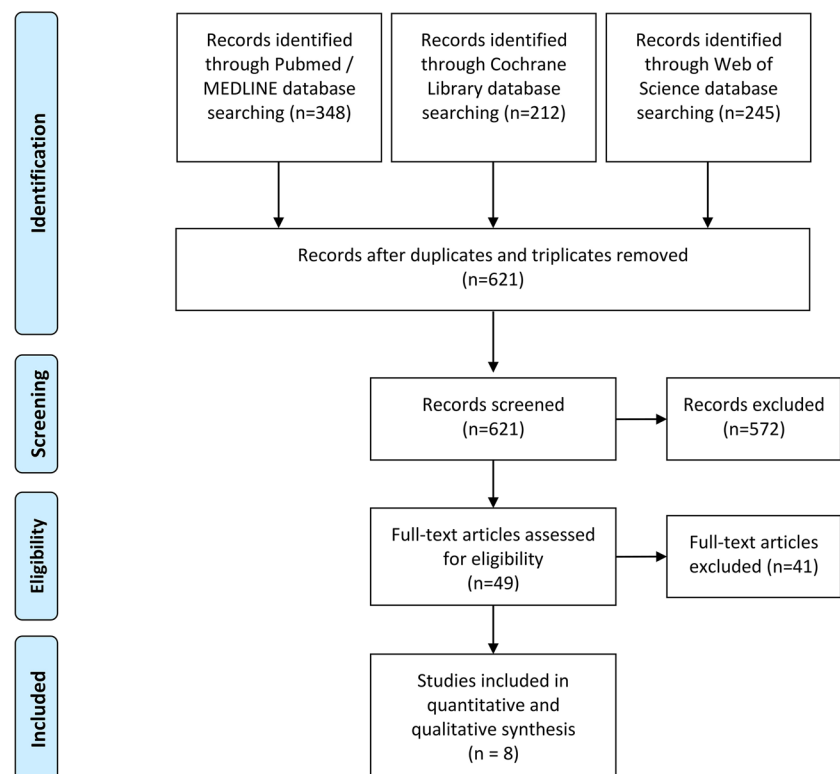 Identification
Records identified
through Pubmed /
MEDLINE database
searching (n=348)
Records identified
through Cochrane
Library database
searching (n=212)
Records identified
through Web of
Science database
searching (n=245)
Records after duplicates and triplicates removed
(n=621)
Screening
Records screened
(n=621)
Records excluded
(n=572)
Eligibility
Full-text articles assessed
for eligibility
(n=49)
Full-text articles
excluded (n=41)
Included
Studies included in
quantitative and
qualitative synthesis
(n = 8)